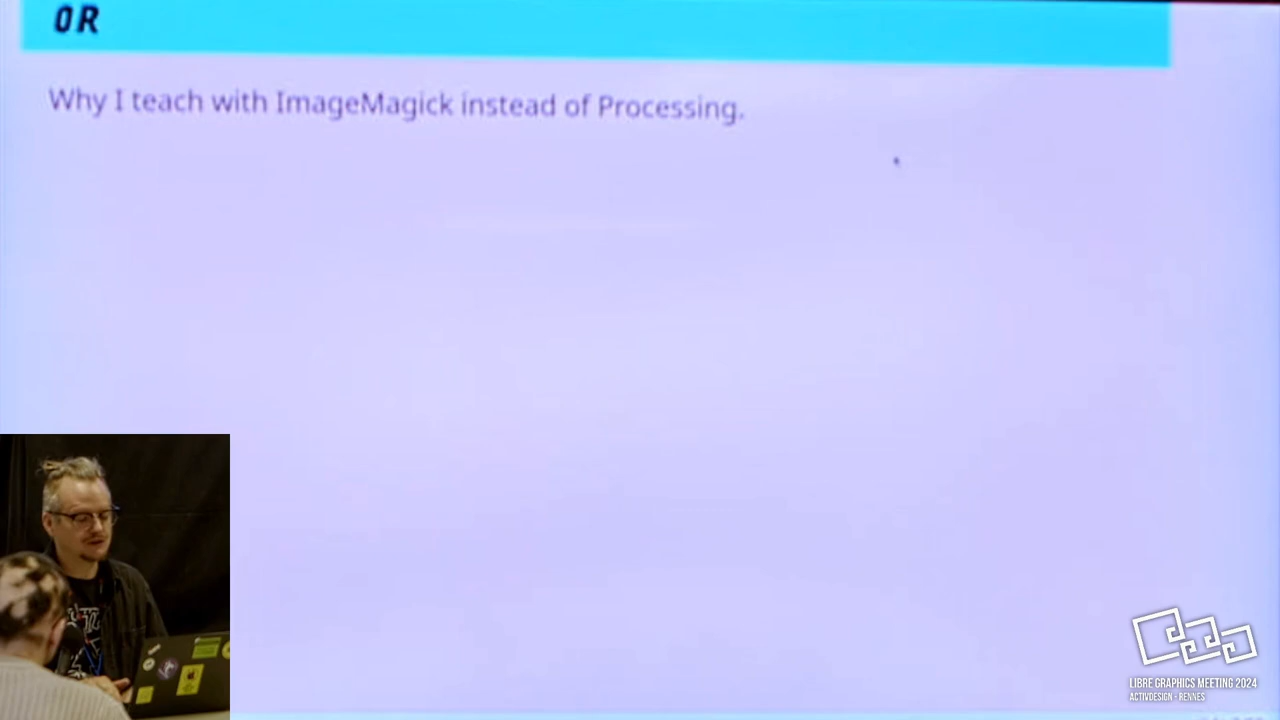 OR
Why I teach with ImageMagick instead of Processing.
LIBRE GRAPHICS MEETING 2024
ACTIVDESIGN - RENNES